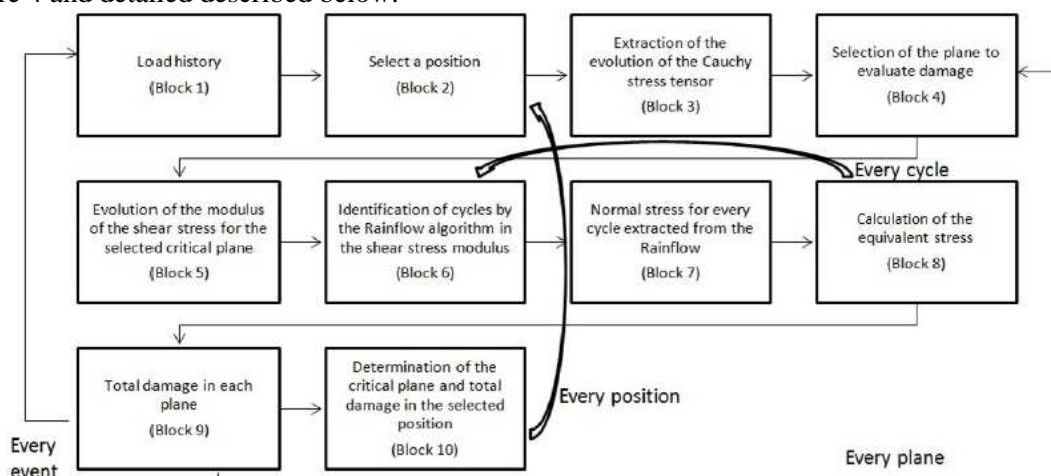 re 4 and detailed described below.
Load history
(Block 1)
Select a position
(Block 2)
Extraction of the
evolution of the Cauchy
stress tensor
(Block 3)
Selection of the plane to
evaluate damage
(Block 4)
Every cycle
Evolution of the modulus
of the shear stress for the
selected critical plane
(Block 5)
Identification of cycles by
the Rainflow algorithm in
the shear stress modulus
(Block 6)
Normal stress for every
cycle extracted from the
Rainflow
(Block 7)
Calculation of the
equivalent stress
(Block 8)
Total damage in each
plane
(Block 9)
Determination of the
critical plane and total
damage in the selected
position
(Block 10)
Every position
Every
event
Every plane